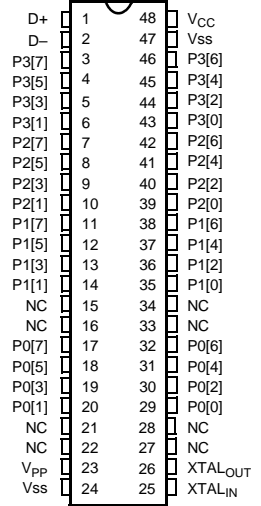 D+ 1 48 VCC
D– 2 47 Vss
P3[7] 3 46 P3[6]
P3[5] 4 45 P3[4]
P3[3] 5 44 P3[2]
P3[1] 6 43 P3[0]
P2[7] 7 42 P2[6]
P2[5] 8 41 P2[4]
P2[3] 9 40 P2[2]
P2[1] 10 39 P2[0]
P1[7] 11 38 P1[6]
P1[5] 12 37 P1[4]
P1[3] 13 36 P1[2]
P1[1] 14 35 P1[0]
NC 15 34 NC
NC 16 33 NC
P0[7] 17 32 P0[6]
P0[5] 18 31 P0[4]
P0[3] 19 30 P0[2]
P0[1] 20 29 P0[0]
NC 21 28 NC
NC 22 27 NC
VPP 23 26 XTALOUT
Vss 24 25 XTALIN